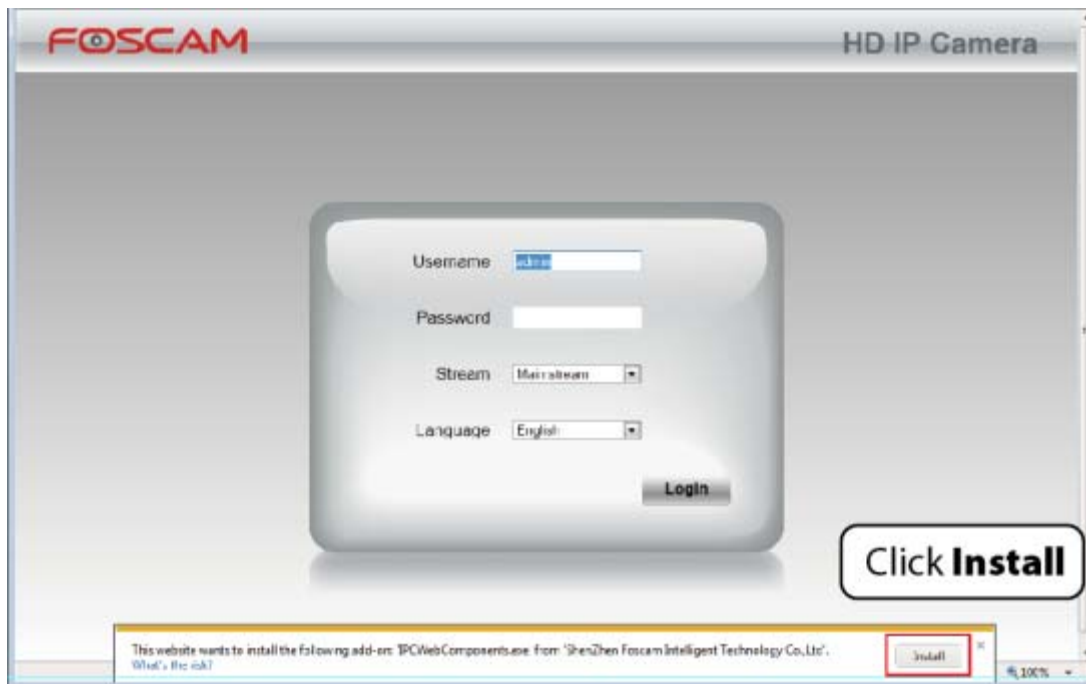 FOSCAM
HD IP Camera
Username admin
Password
Stream Mainstream
Language English
Login
Click Install
This website wants to install the following add-on: 'IPCWebComponents.exe' from 'ShenZhen Foscam Intelligent Technology Co.,Ltd'.
What's the risk?
Install
100%